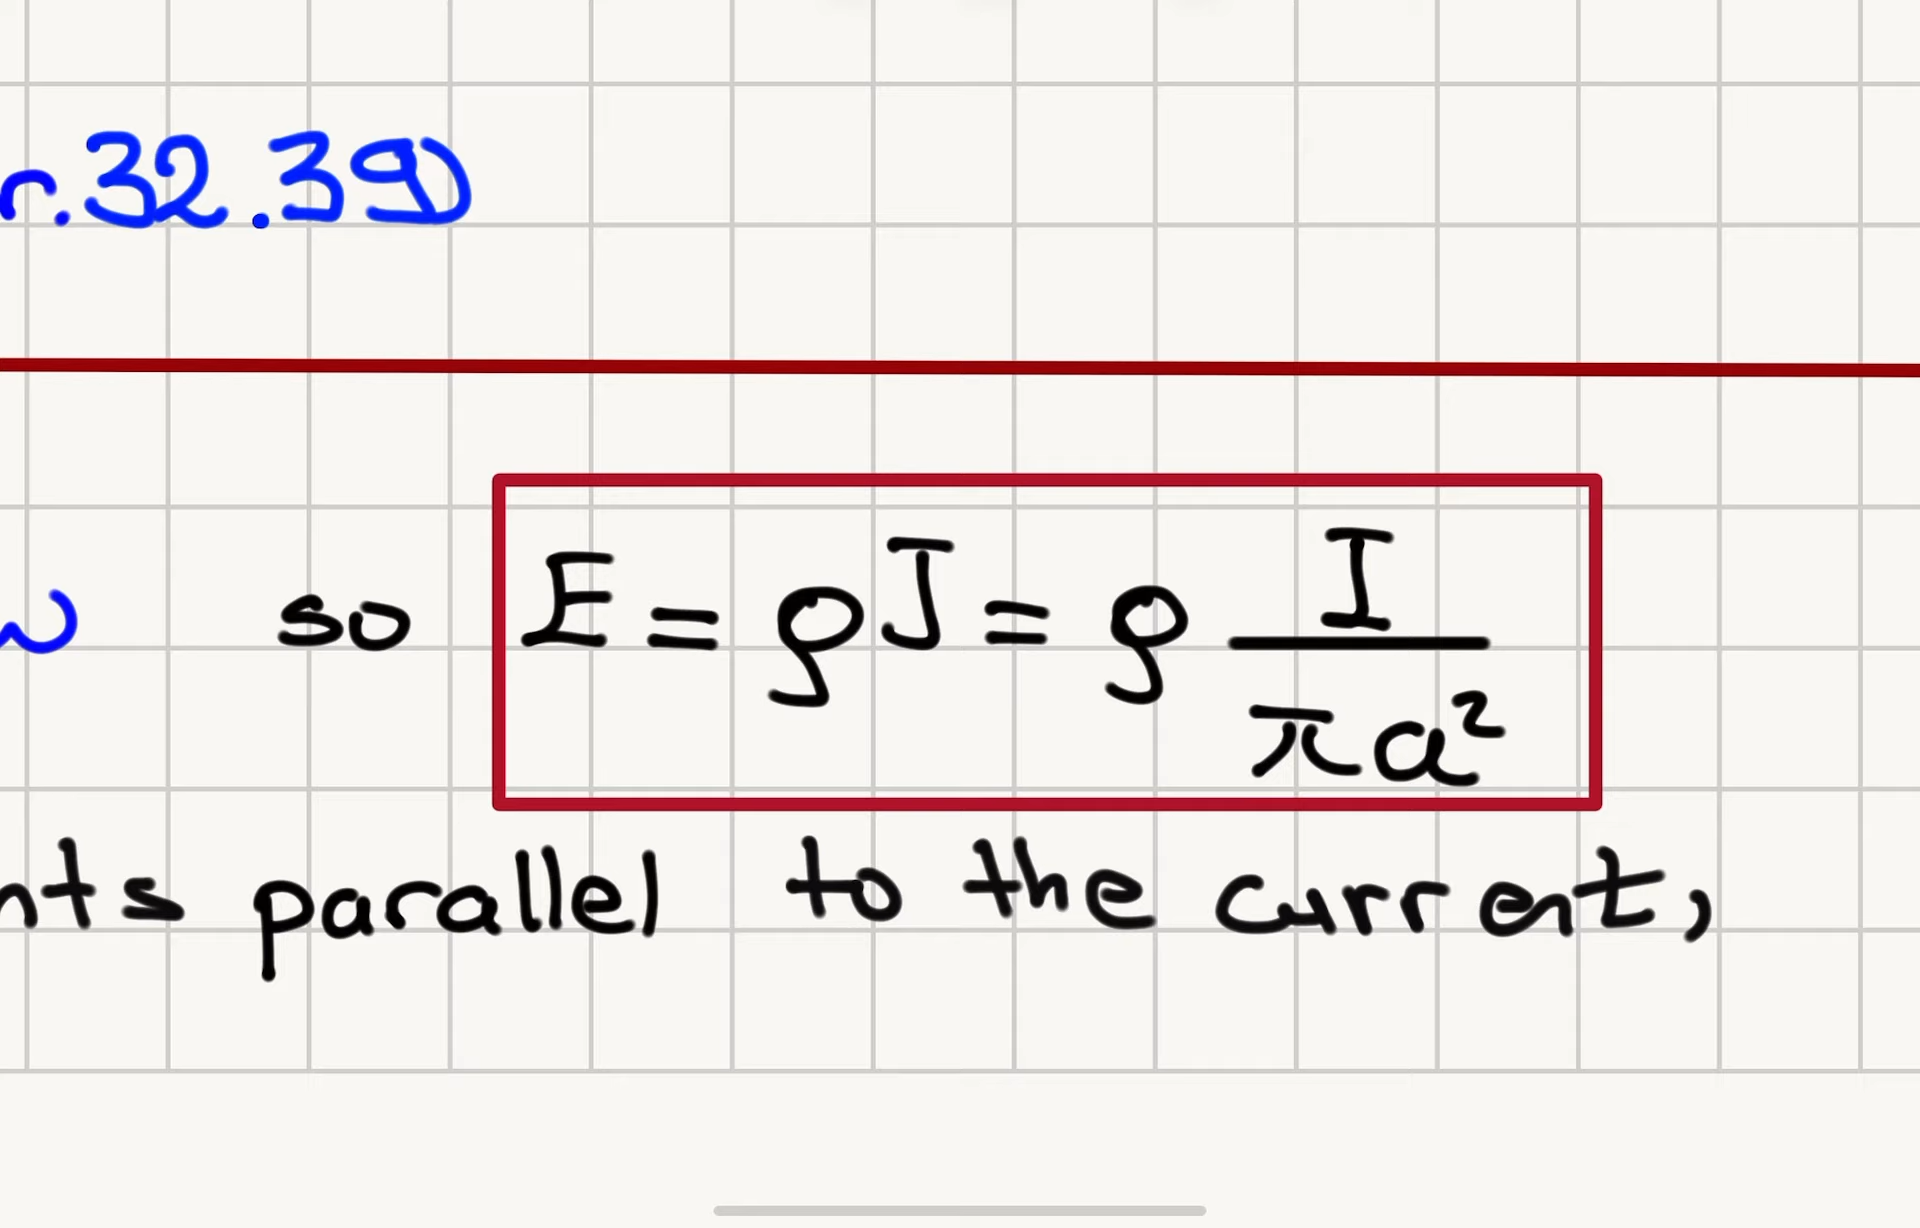 r.32.39)
so E = ρJ = ρ I / πa²
nts parallel to the current,